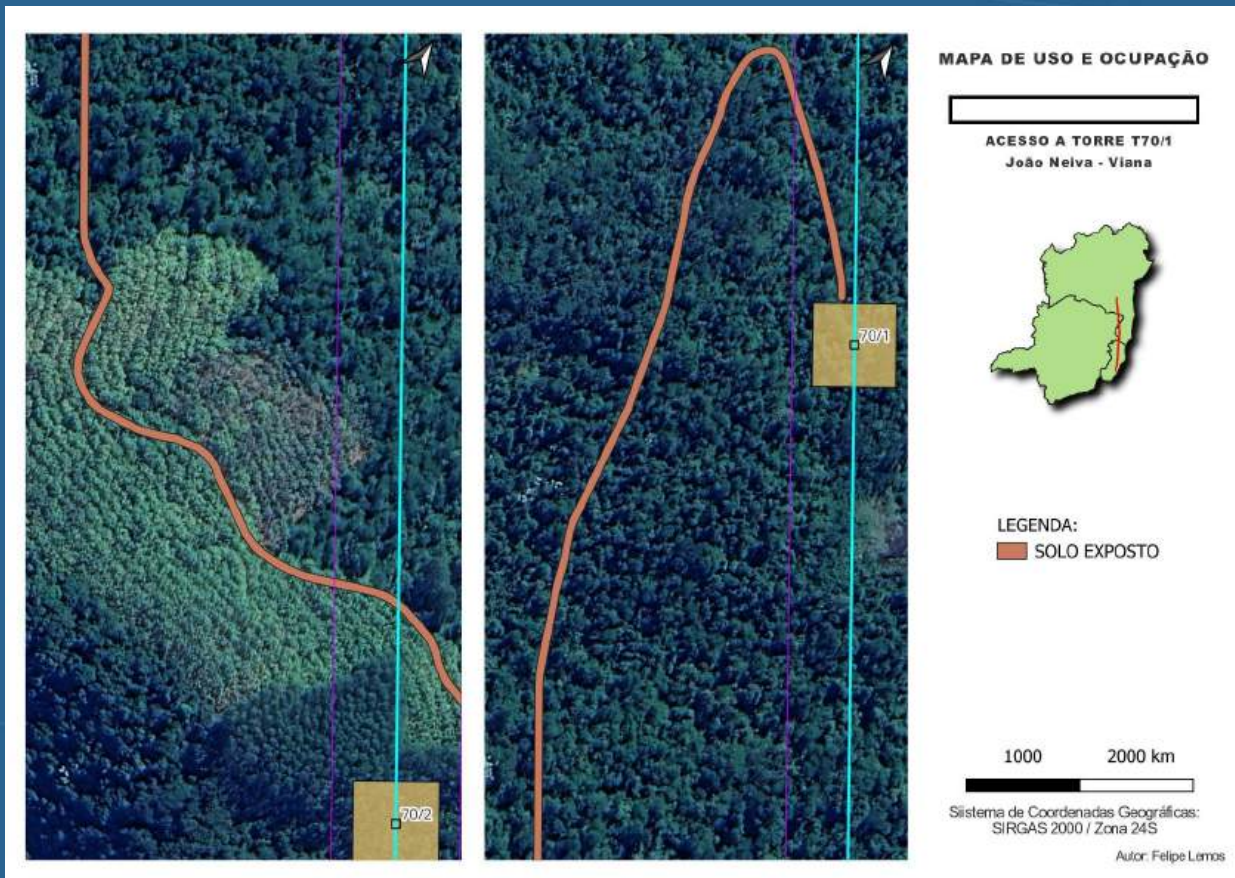 70/2
70/1
MAPA DE USO E OCUPAÇÃO
ACESSO A TORRE T70/1
João Neiva - Viana
LEGENDA:
SOLO EXPOSTO
1000 2000 km
Siistema de Coordenadas Geográficas:
SIRGAS 2000 / Zona 24S
Autor: Felipe Lemos